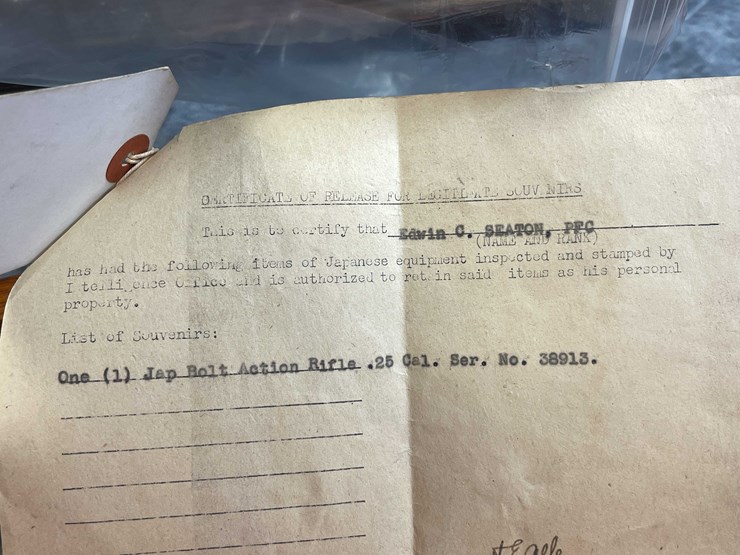 CERTIFICATE OF RELEASE FOR LEGITIMATE SOUVENIRS
This is to certify that Edwin C. SEATON, PFC
(NAME AND RANK)
has had the following items of Japanese equipment inspected and stamped by
Intelligence Office and is authorized to retain said items as his personal
property.
List of Souvenirs:
One (1) Jap Bolt Action Rifle .25 Cal. Ser. No. 38913.